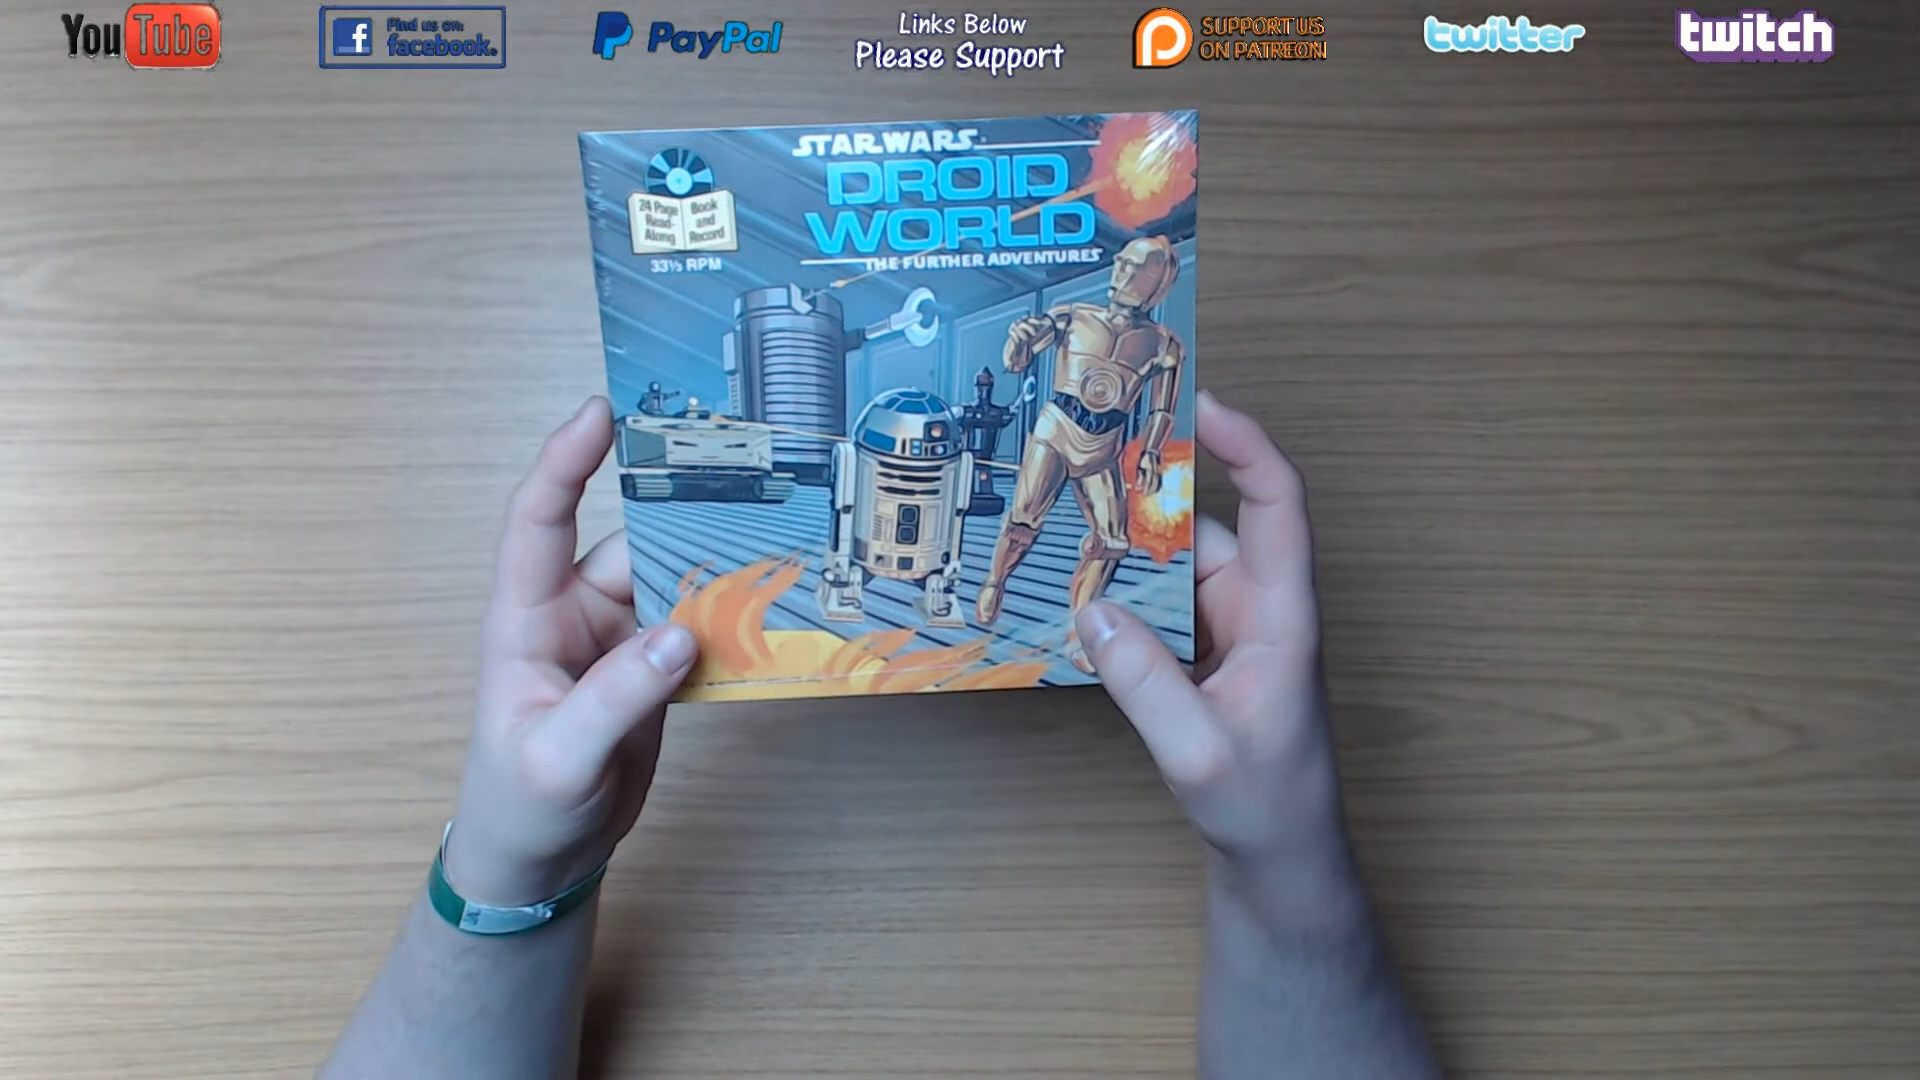 YouTube
Find us on:
facebook.
PayPal
Links Below
Please Support
SUPPORT US
ON PATREON
twitter
twitch
STAR WARS
DROID
WORLD
THE FURTHER ADVENTURES
24 Page
Read-
Along
Book
and
Record
33⅓ RPM